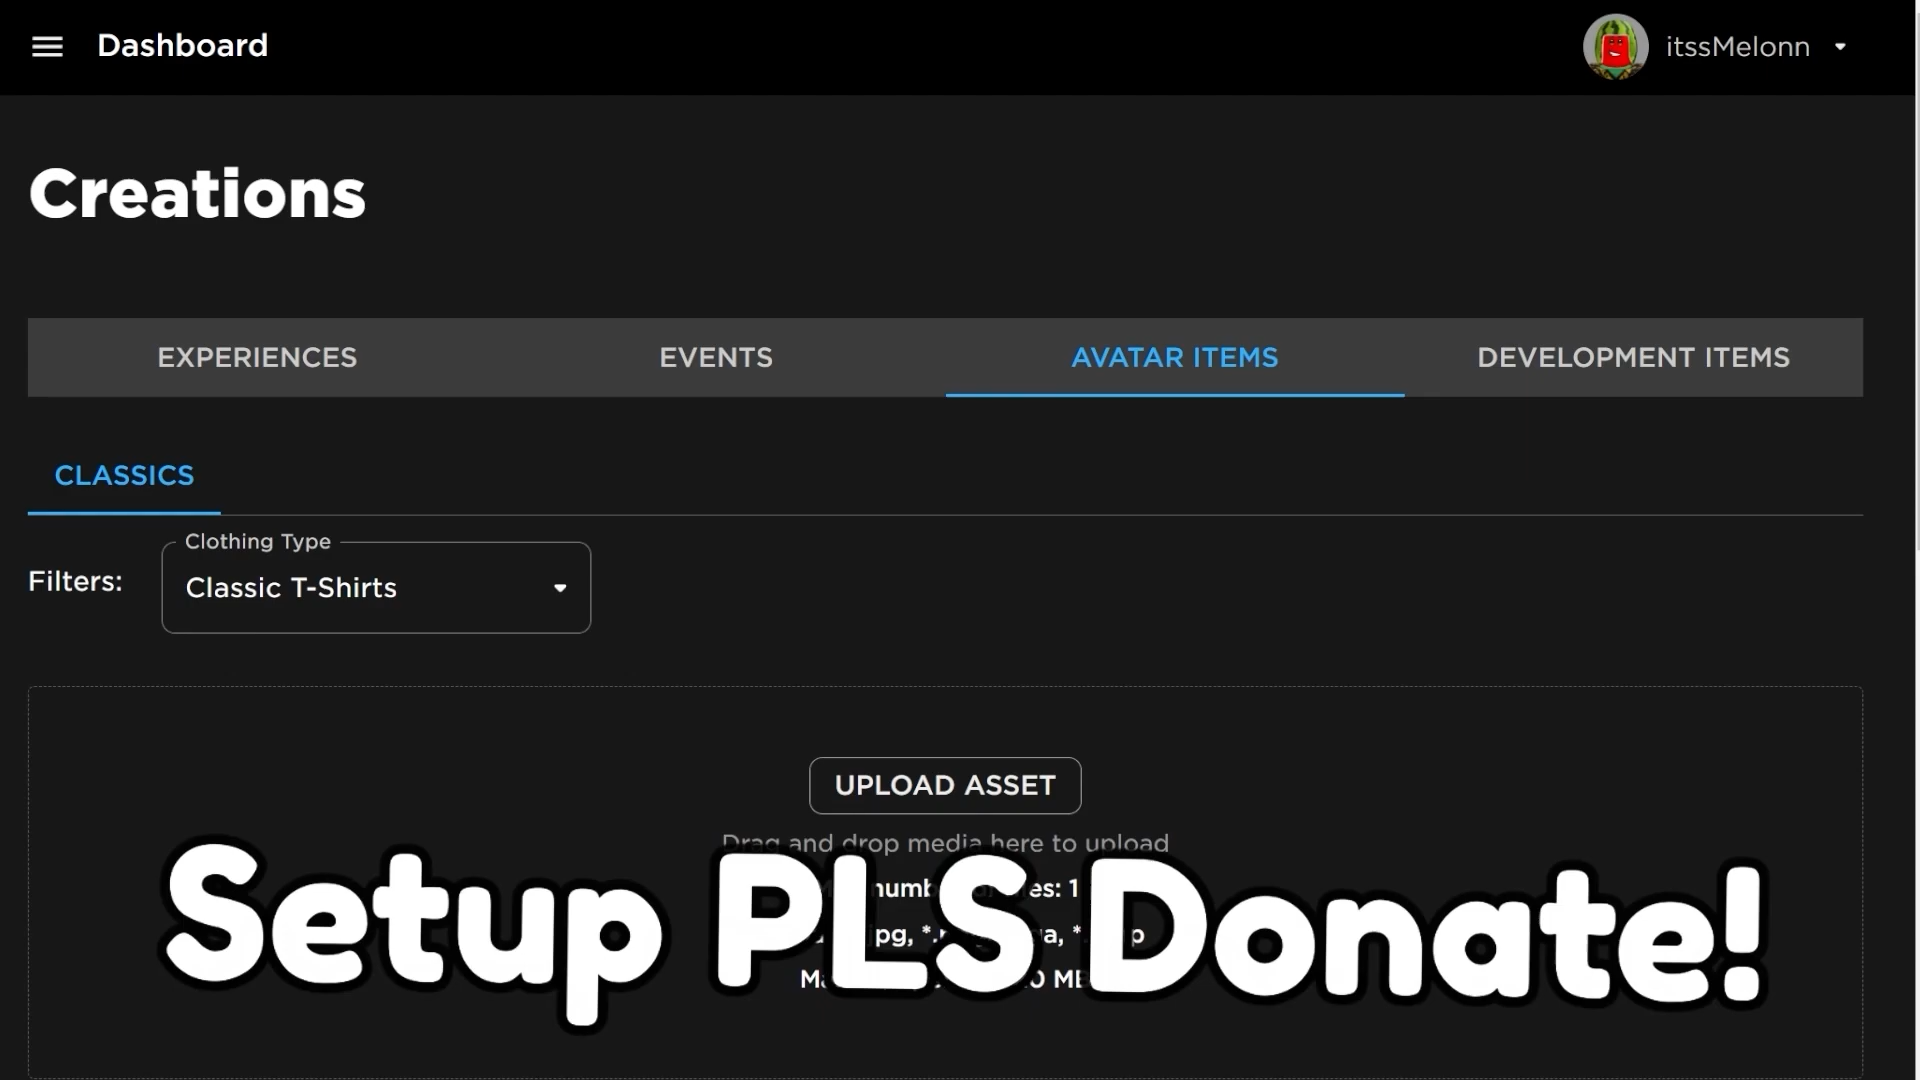 Dashboard
itssMelonn
Creations
EXPERIENCES
EVENTS
AVATAR ITEMS
DEVELOPMENT ITEMS
CLASSICS
Clothing Type
Filters:
Classic T-Shirts
UPLOAD ASSET
Drag and drop media here to upload
1
Setup PLS Donate!